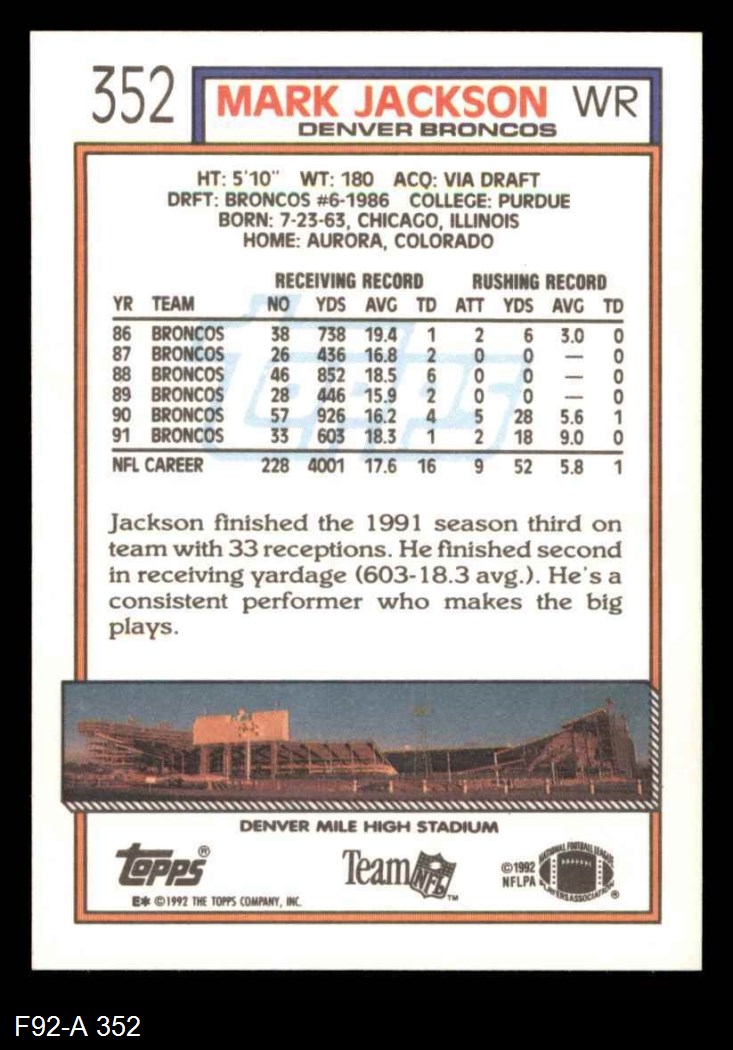 352 MARK JACKSON WR
DENVER BRONCOS
HT: 5'10" WT: 180 ACQ: VIA DRAFT
DRFT: BRONCOS #6-1986 COLLEGE: PURDUE
BORN: 7-23-63, CHICAGO, ILLINOIS
HOME: AURORA, COLORADO
RECEIVING RECORD RUSHING RECORD
YR TEAM NO YDS AVG TD ATT YDS AVG TD
86 BRONCOS 38 738 19.4 1 2 6 3.0 0
87 BRONCOS 26 436 16.8 2 0 0 — 0
88 BRONCOS 46 852 18.5 6 0 0 — 0
89 BRONCOS 28 446 15.9 2 0 0 — 0
90 BRONCOS 57 926 16.2 4 5 28 5.6 1
91 BRONCOS 33 603 18.3 1 2 18 9.0 0
NFL CAREER 228 4001 17.6 16 9 52 5.8 1
topps
Jackson finished the 1991 season third on
team with 33 receptions. He finished second
in receiving yardage (603-18.3 avg.). He's a
consistent performer who makes the big
plays.
DENVER MILE HIGH STADIUM
topps®
Team NFL™
©1992
NFLPA
NATIONAL FOOTBALL LEAGUE
PLAYERS ASSOCIATION
®
E* ©1992 THE TOPPS COMPANY, INC.
F92-A 352